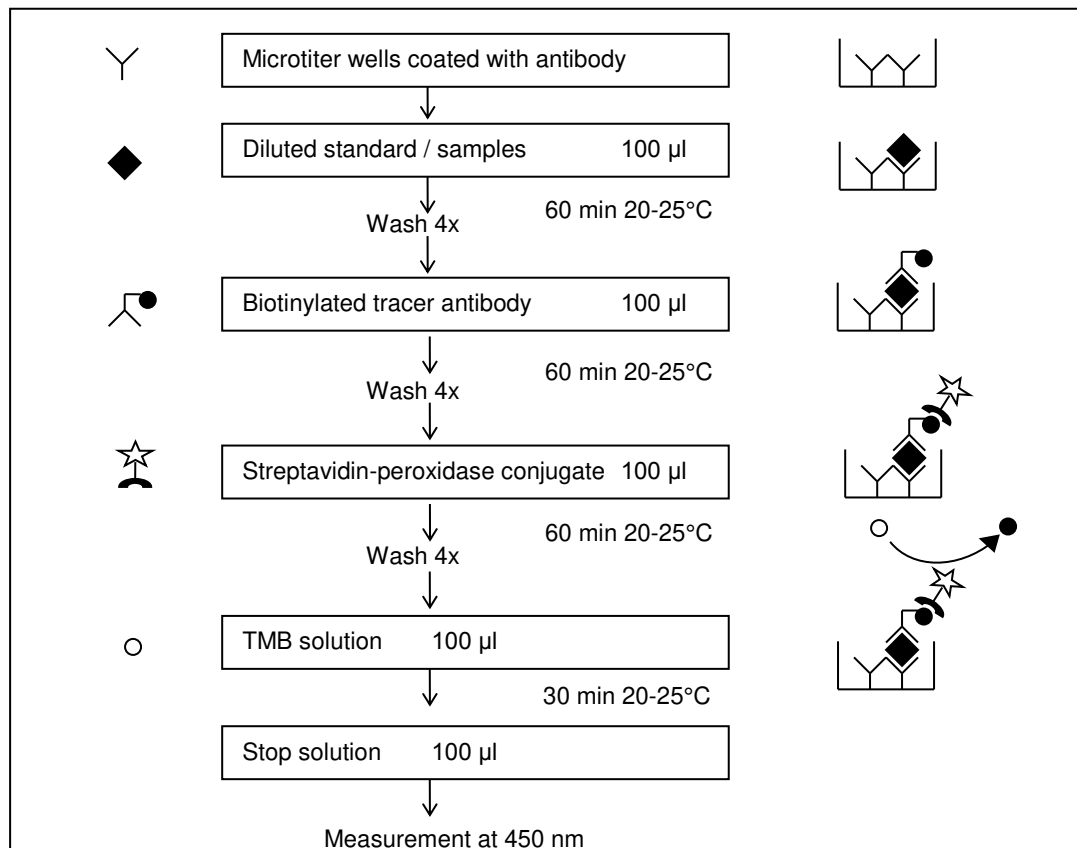 Microtiter wells coated with antibody
Diluted standard / samples 100 µl
60 min 20-25°C
Wash 4x
Biotinylated tracer antibody 100 µl
60 min 20-25°C
Wash 4x
Streptavidin-peroxidase conjugate 100 µl
60 min 20-25°C
Wash 4x
TMB solution 100 µl
30 min 20-25°C
Stop solution 100 µl
Measurement at 450 nm